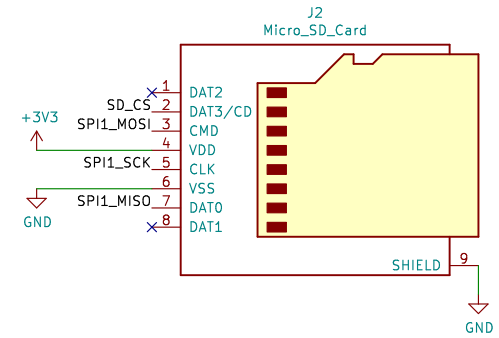 J2
Micro_SD_Card
1 DAT2
SD_CS 2 DAT3/CD
SPI1_MOSI 3 CMD
+3V3 4 VDD
SPI1_SCK 5 CLK
6 VSS
GND
SPI1_MISO 7 DAT0
8 DAT1
SHIELD 9
GND